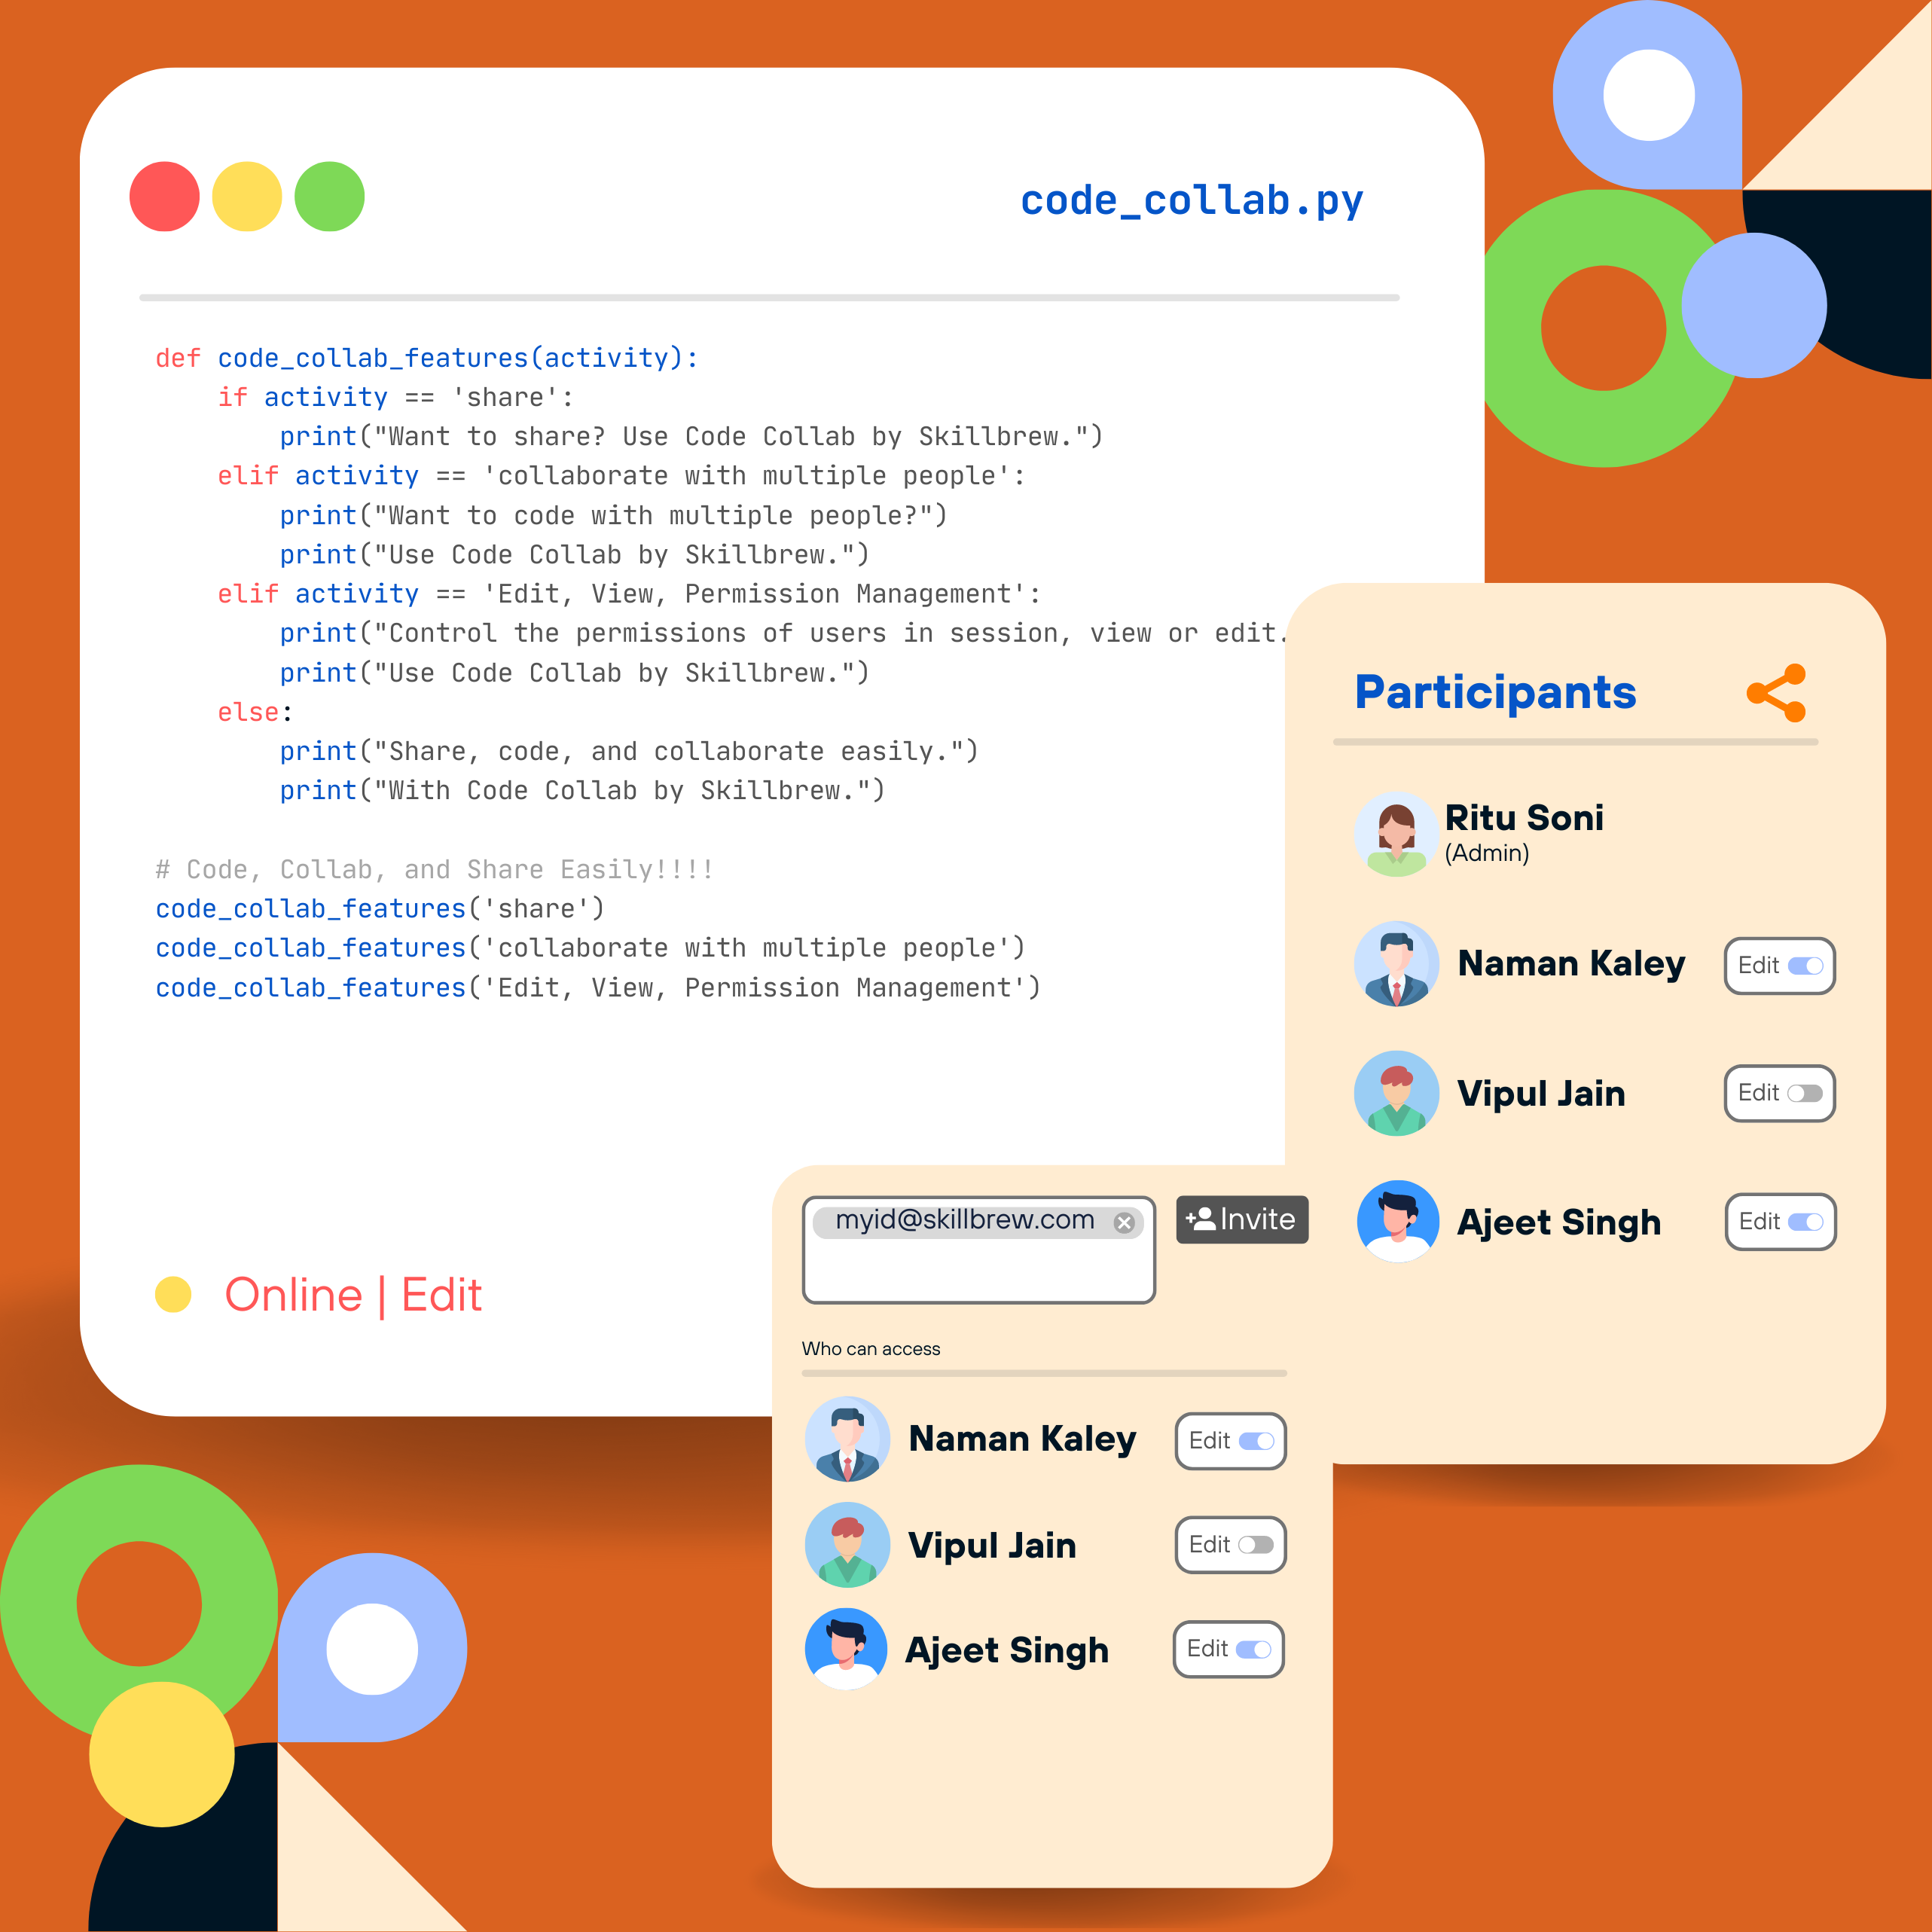 code_collab.py
def code_collab_features(activity):
    if activity == 'share':
        print("Want to share? Use Code Collab by Skillbrew.")
    elif activity == 'collaborate with multiple people':
        print("Want to code with multiple people?")
        print("Use Code Collab by Skillbrew.")
    elif activity == 'Edit, View, Permission Management':
        print("Control the permissions of users in session, view or edit.
        print("Use Code Collab by Skillbrew.")
    else:
        print("Share, code, and collaborate easily.")
        print("With Code Collab by Skillbrew.")
# Code, Collab, and Share Easily!!!!
code_collab_features('share')
code_collab_features('collaborate with multiple people')
code_collab_features('Edit, View, Permission Management')
Online | Edit
Participants
Ritu Soni
(Admin)
Naman Kaley Edit
Vipul Jain Edit
Ajeet Singh Edit
myid@skillbrew.com Invite
Who can access
Naman Kaley Edit
Vipul Jain Edit
Ajeet Singh Edit